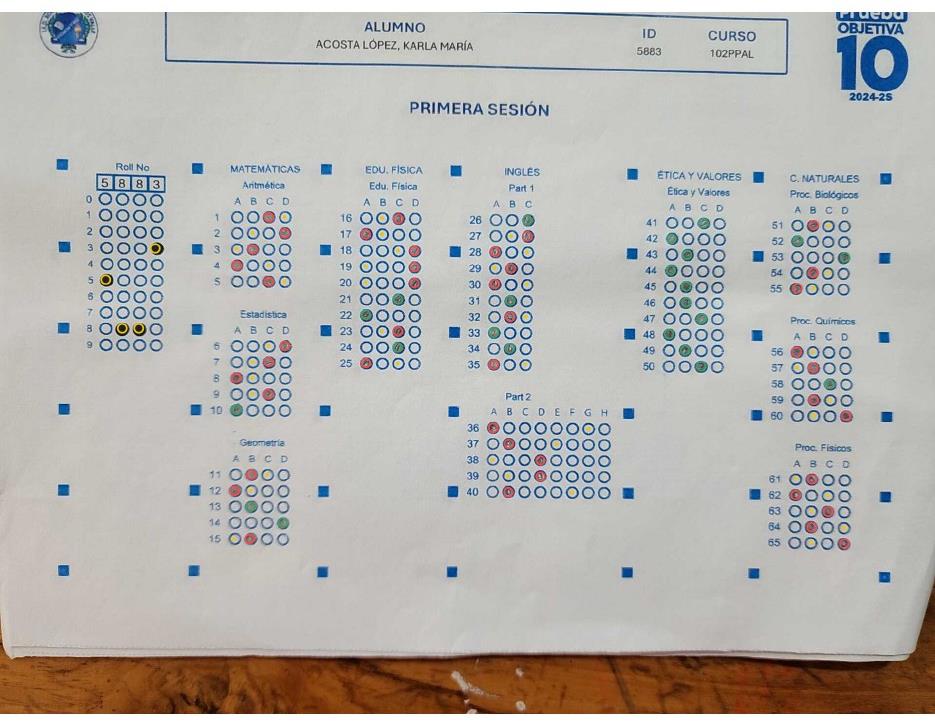 Prueba
OBJETIVA
10
2024-2S
ALUMNO ID CURSO
ACOSTA LÓPEZ, KARLA MARÍA 5883 102PPAL
PRIMERA SESIÓN
Roll No
5 8 8 3
0
1
2
3
4
5
6
7
8
9
MATEMÁTICAS
Aritmética
A B C D
1
2
3
4
5
Estadística
A B C D
6
7
8
9
10
Geometría
A B C D
11
12
13
14
15
EDU. FÍSICA
Edu. Física
A B C D
16
17
18
19
20
21
22
23
24
25
INGLÉS
Part 1
A B C
26
27
28
29
30
31
32
33
34
35
Part 2
A B C D E F G H
36
37
38
39
40
ÉTICA Y VALORES
Ética y Valores
A B C D
41
42
43
44
45
46
47
48
49
50
C. NATURALES
Proc. Biológicos
A B C D
51
52
53
54
55
Proc. Químicos
A B C D
56
57
58
59
60
Proc. Físicos
A B C D
61
62
63
64
65